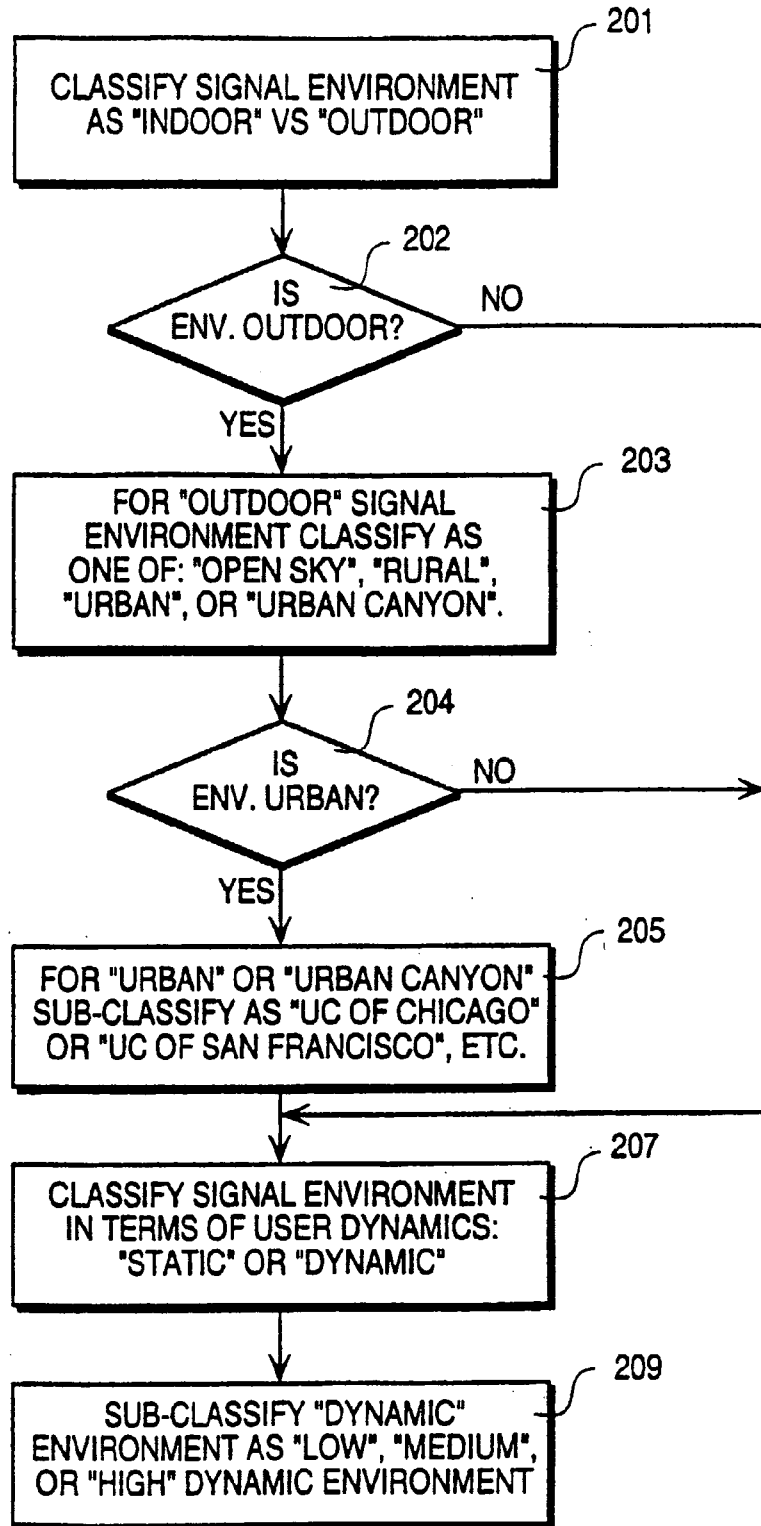 201
CLASSIFY SIGNAL ENVIRONMENT
AS "INDOOR" VS "OUTDOOR"
202
IS
ENV. OUTDOOR?
NO
YES
203
FOR "OUTDOOR" SIGNAL
ENVIRONMENT CLASSIFY AS
ONE OF: "OPEN SKY", "RURAL",
"URBAN", OR "URBAN CANYON".
204
IS
ENV. URBAN?
NO
YES
205
FOR "URBAN" OR "URBAN CANYON"
SUB-CLASSIFY AS "UC OF CHICAGO"
OR "UC OF SAN FRANCISCO", ETC.
207
CLASSIFY SIGNAL ENVIRONMENT
IN TERMS OF USER DYNAMICS:
"STATIC" OR "DYNAMIC"
209
SUB-CLASSIFY "DYNAMIC"
ENVIRONMENT AS "LOW", "MEDIUM",
OR "HIGH" DYNAMIC ENVIRONMENT